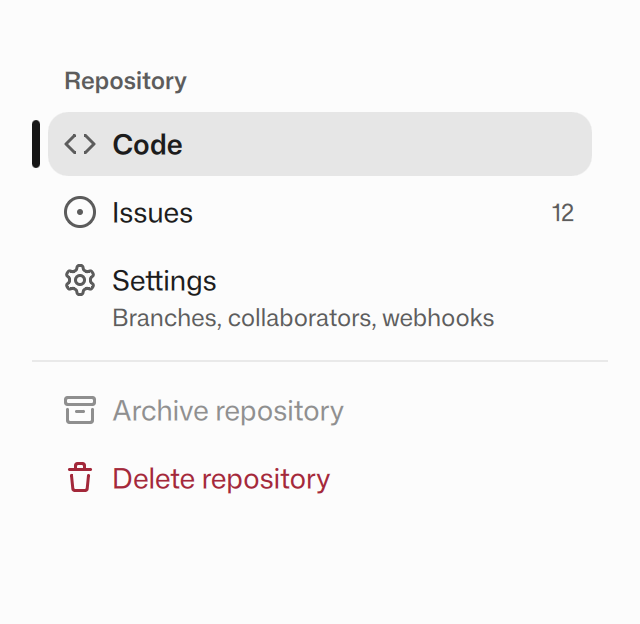 Repository
Code
Issues 12
Settings
Branches, collaborators, webhooks
Archive repository
Delete repository